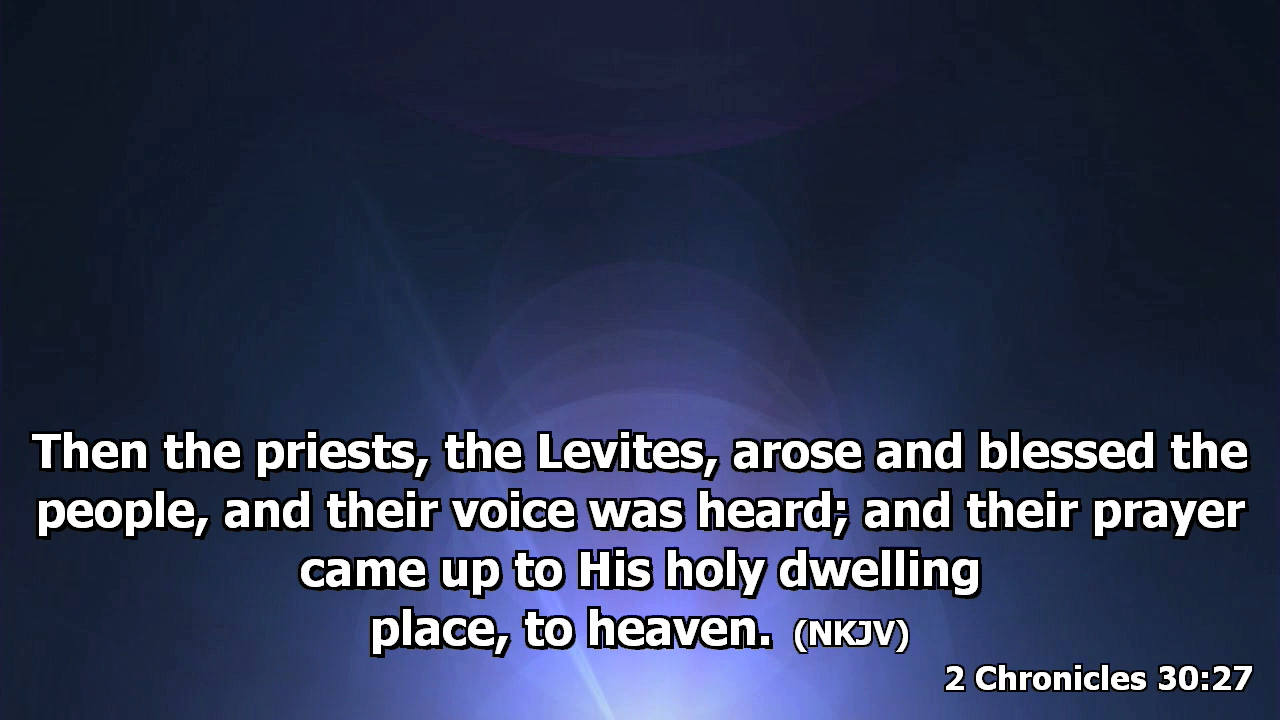 Then the priests, the Levites, arose and blessed the
people, and their voice was heard; and their prayer
came up to His holy dwelling
place, to heaven. (NKJV)
2 Chronicles 30:27